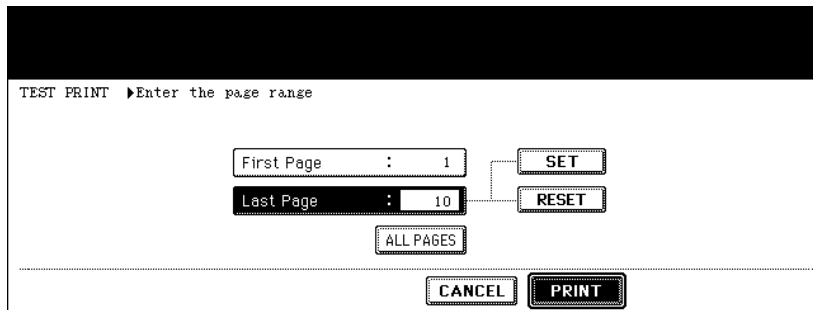 TEST PRINT ▶Enter the page range
First Page : 1 SET
Last Page : 10 RESET
ALL PAGES
CANCEL PRINT